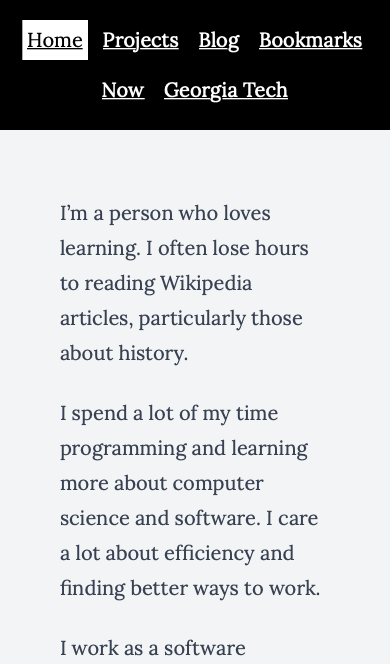 Home Projects Blog Bookmarks
Now Georgia Tech
I’m a person who loves
learning. I often lose hours
to reading Wikipedia
articles, particularly those
about history.
I spend a lot of my time
programming and learning
more about computer
science and software. I care
a lot about efficiency and
finding better ways to work.
I work as a software